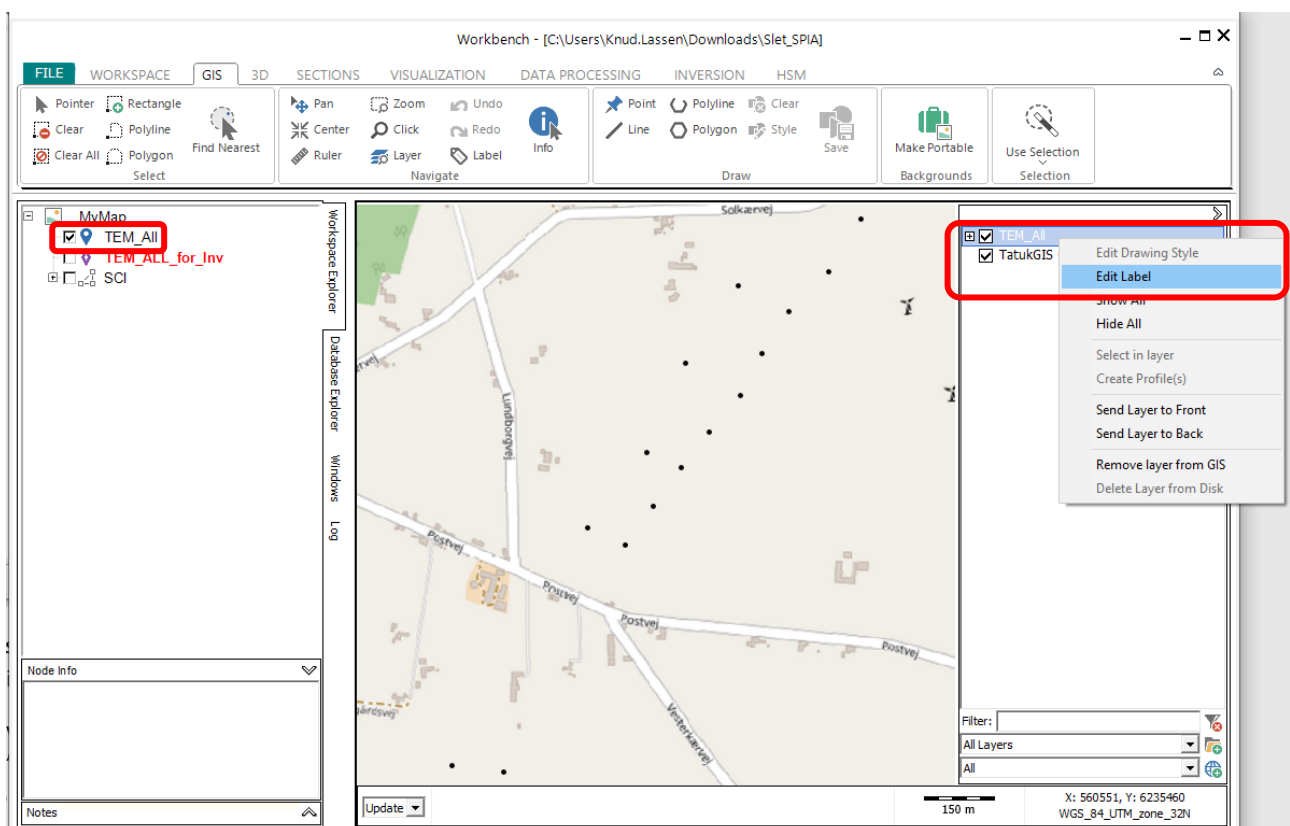 Workbench - [C:\Users\Knud.Lassen\Downloads\Slet_SPIA]
FILE WORKSPACE GIS 3D SECTIONS VISUALIZATION DATA PROCESSING INVERSION HSM
Pointer Rectangle Pan Zoom Undo Point Polyline Clear
Clear Polyline Center Click Redo Line Polygon Style
Find Nearest Info Save Make Portable Use Selection
Clear All Polygon Ruler Layer Label
Select Navigate Draw Backgrounds Selection
MyMap
TEM_All
TEM_ALL_for_Inv
SCI
Workspace Explorer
Database Explorer
Windows
Log
Solkærvej
Lundborgvej
Postvej
Postvej
Postvej
Postvej
Vesterkærvej
TEM_All
TatukGIS
Edit Drawing Style
Edit Label
Show All
Hide All
Select in layer
Create Profile(s)
Send Layer to Front
Send Layer to Back
Remove layer from GIS
Delete Layer from Disk
Node Info
Notes
Filter:
All Layers
All
Update
150 m
X: 560551, Y: 6235460
WGS_84_UTM_zone_32N